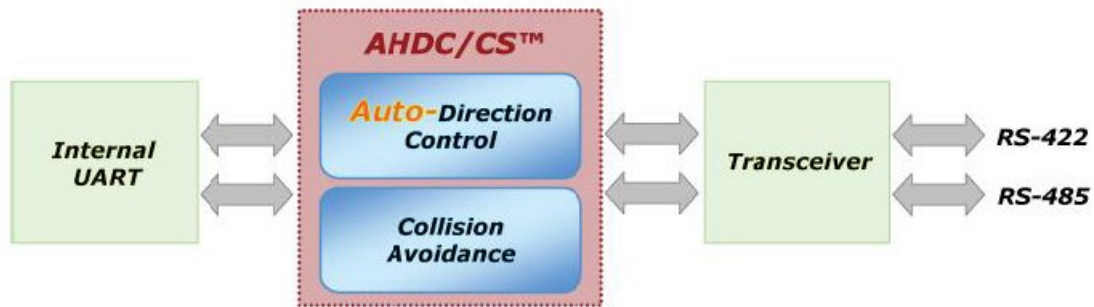 AHDC/CS™
Internal
UART
Auto-Direction
Control
Collision
Avoidance
Transceiver
RS-422
RS-485